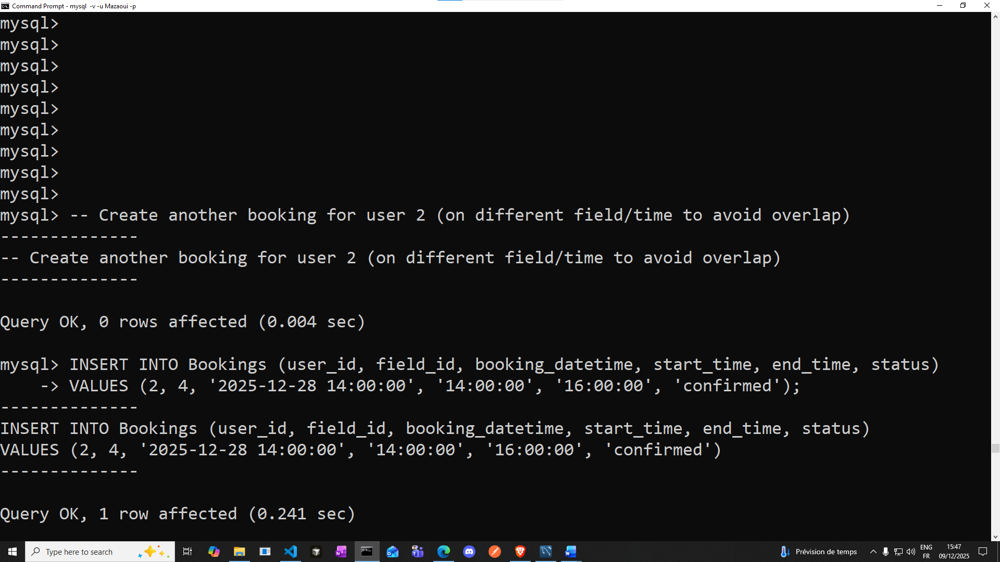 Command Prompt - mysql  -v -u Mazaoui -p
mysql>
mysql>
mysql>
mysql>
mysql>
mysql>
mysql>
mysql>
mysql>
mysql> -- Create another booking for user 2 (on different field/time to avoid overlap)
--------------
-- Create another booking for user 2 (on different field/time to avoid overlap)
--------------
Query OK, 0 rows affected (0.004 sec)
mysql> INSERT INTO Bookings (user_id, field_id, booking_datetime, start_time, end_time, status)
    -> VALUES (2, 4, '2025-12-28 14:00:00', '14:00:00', '16:00:00', 'confirmed');
--------------
INSERT INTO Bookings (user_id, field_id, booking_datetime, start_time, end_time, status)
VALUES (2, 4, '2025-12-28 14:00:00', '14:00:00', '16:00:00', 'confirmed')
--------------
Query OK, 1 row affected (0.241 sec)
Type here to search
Prévision de temps
ENG
FR
15:47
09/12/2025